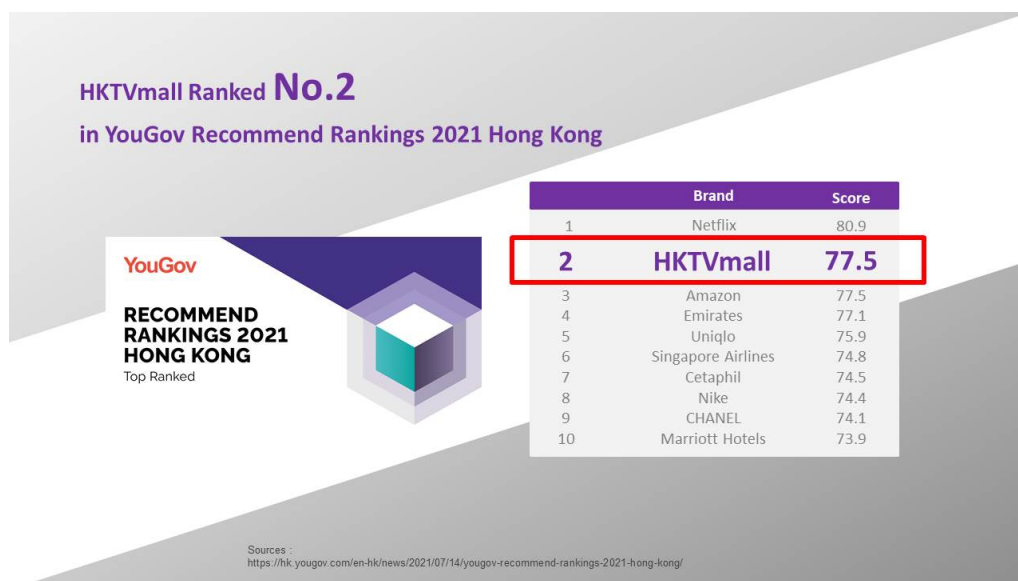 HKTVmall Ranked No.2
in YouGov Recommend Rankings 2021 Hong Kong
YouGov
RECOMMEND
RANKINGS 2021
HONG KONG
Top Ranked
Brand Score
1 Netflix 80.9
2 HKTVmall 77.5
3 Amazon 77.5
4 Emirates 77.1
5 Uniqlo 75.9
6 Singapore Airlines 74.8
7 Cetaphil 74.5
8 Nike 74.4
9 CHANEL 74.1
10 Marriott Hotels 73.9
Sources :
https://hk.yougov.com/en-hk/news/2021/07/14/yougov-recommend-rankings-2021-hong-kong/